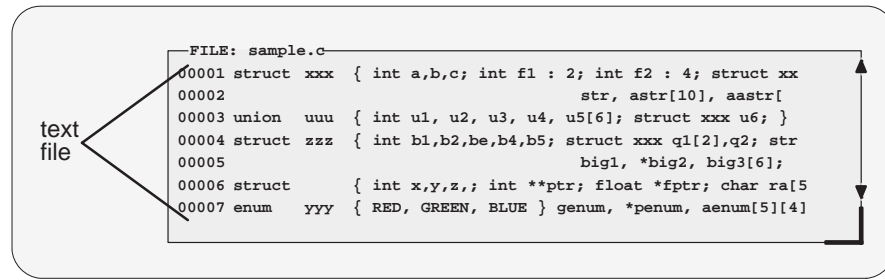 text
file
FILE: sample.c
00001 struct xxx { int a,b,c; int f1 : 2; int f2 : 4; struct xx
00002 str, astr[10], aastr[
00003 union uuu { int u1, u2, u3, u4, u5[6]; struct xxx u6; }
00004 struct zzz { int b1,b2,be,b4,b5; struct xxx q1[2],q2; str
00005 big1, *big2, big3[6];
00006 struct { int x,y,z,; int **ptr; float *fptr; char ra[5
00007 enum yyy { RED, GREEN, BLUE } genum, *penum, aenum[5][4]